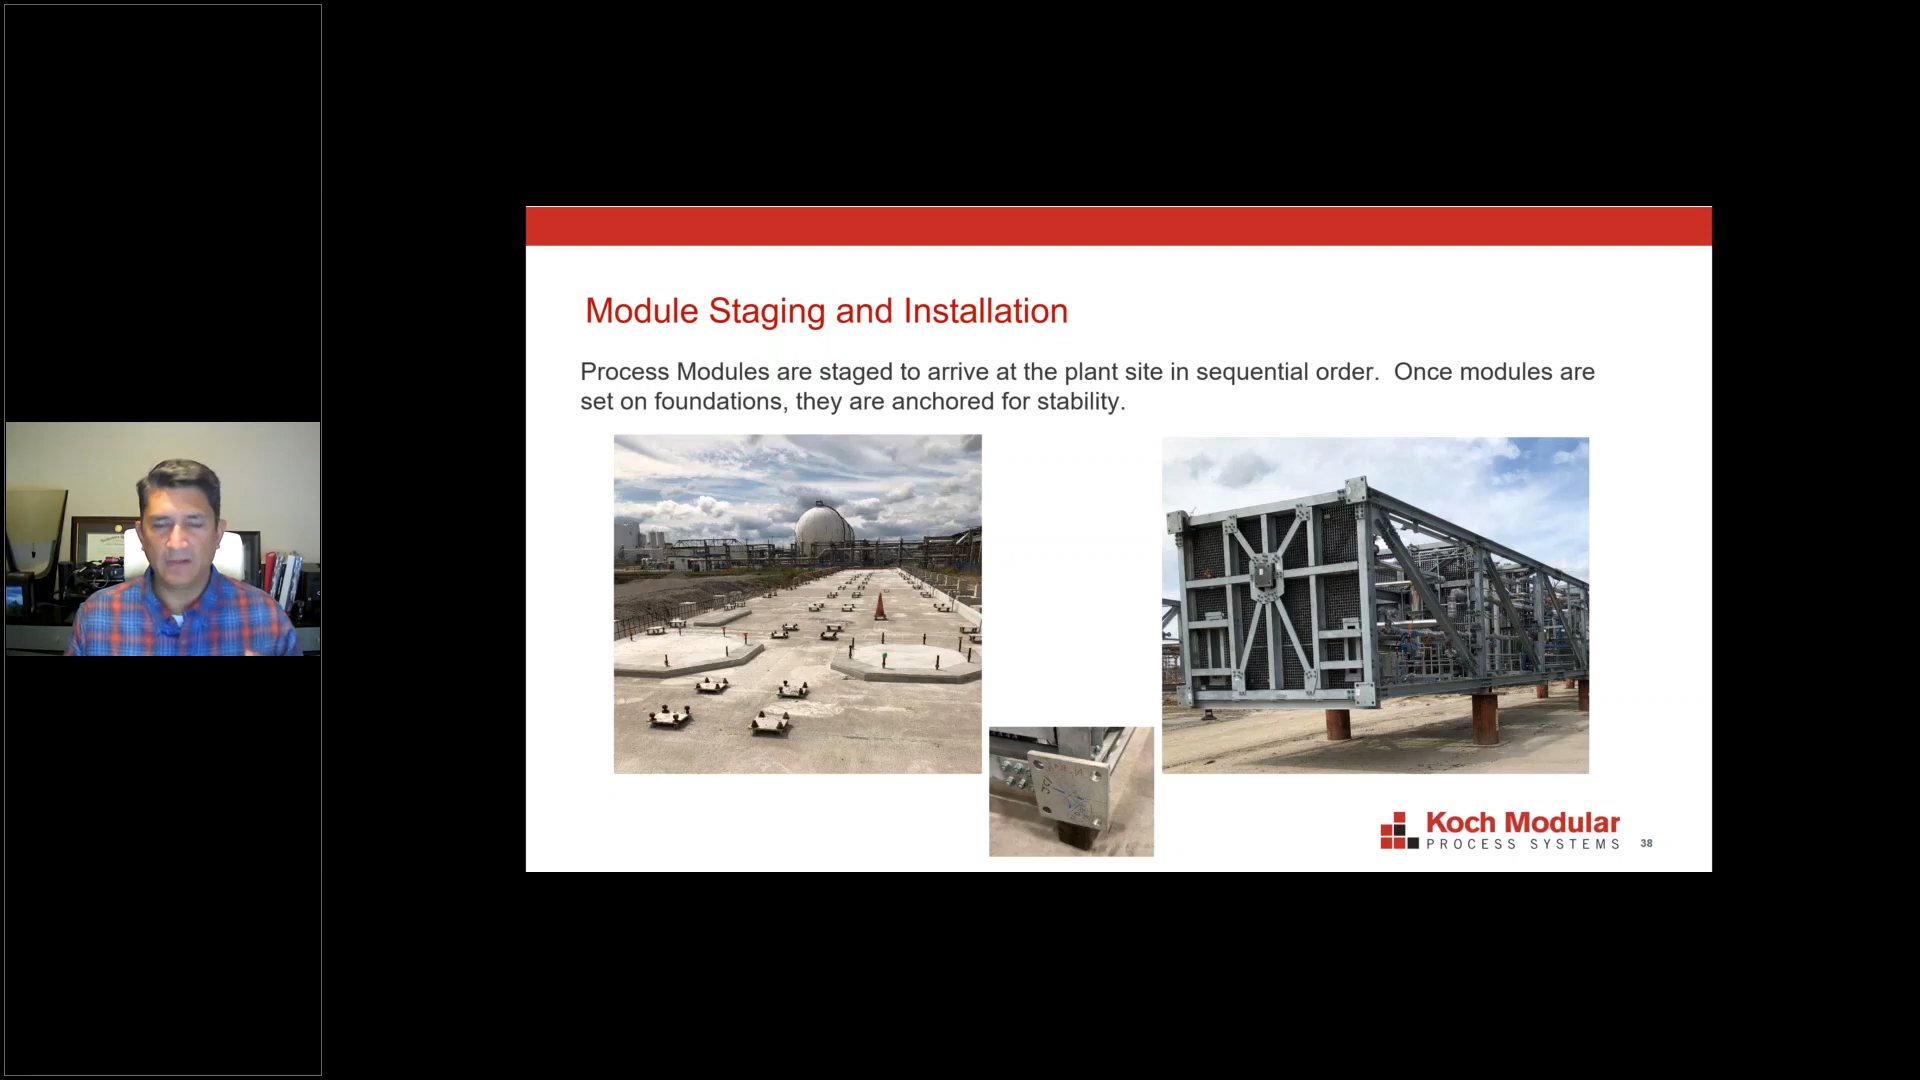 Module Staging and Installation
Process Modules are staged to arrive at the plant site in sequential order.  Once modules are
set on foundations, they are anchored for stability.
Koch Modular
PROCESS SYSTEMS
38